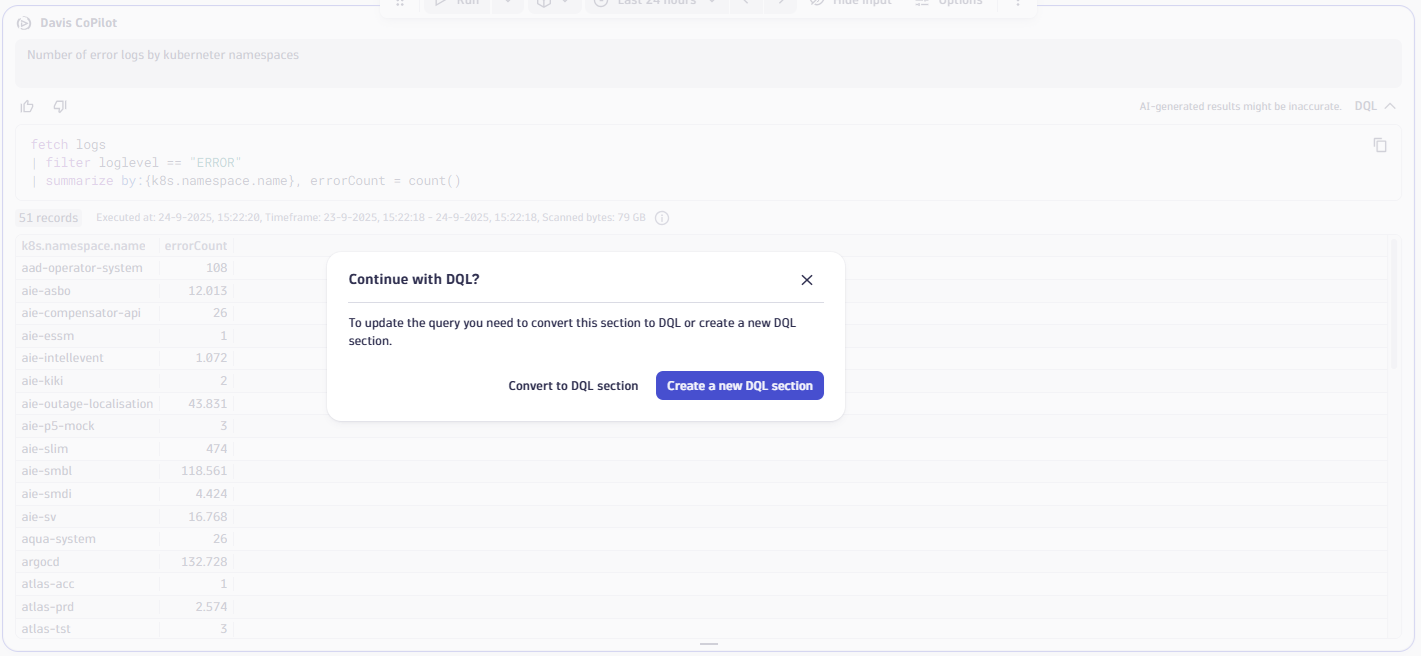 Run
Last 24 hours
Hide input
Options
Davis CoPilot
Number of error logs by kuberneter namespaces
AI-generated results might be inaccurate.
DQL
fetch logs
| filter loglevel == "ERROR"
| summarize by:{k8s.namespace.name}, errorCount = count()
51 records
Executed at: 24-9-2025, 15:22:20, Timeframe: 23-9-2025, 15:22:18 - 24-9-2025, 15:22:18, Scanned bytes: 79 GB
k8s.namespace.name errorCount
aad-operator-system 108
aie-asbo 12.013
aie-compensator-api 26
aie-essm 1
aie-intellevent 1.072
aie-kiki 2
aie-outage-localisation 43.831
aie-p5-mock 3
aie-slim 474
aie-smbl 118.561
aie-smdi 4.424
aie-sv 16.768
aqua-system 26
argocd 132.728
atlas-acc 1
atlas-prd 2.574
atlas-tst 3
Continue with DQL?
To update the query you need to convert this section to DQL or create a new DQL
section.
Convert to DQL section
Create a new DQL section